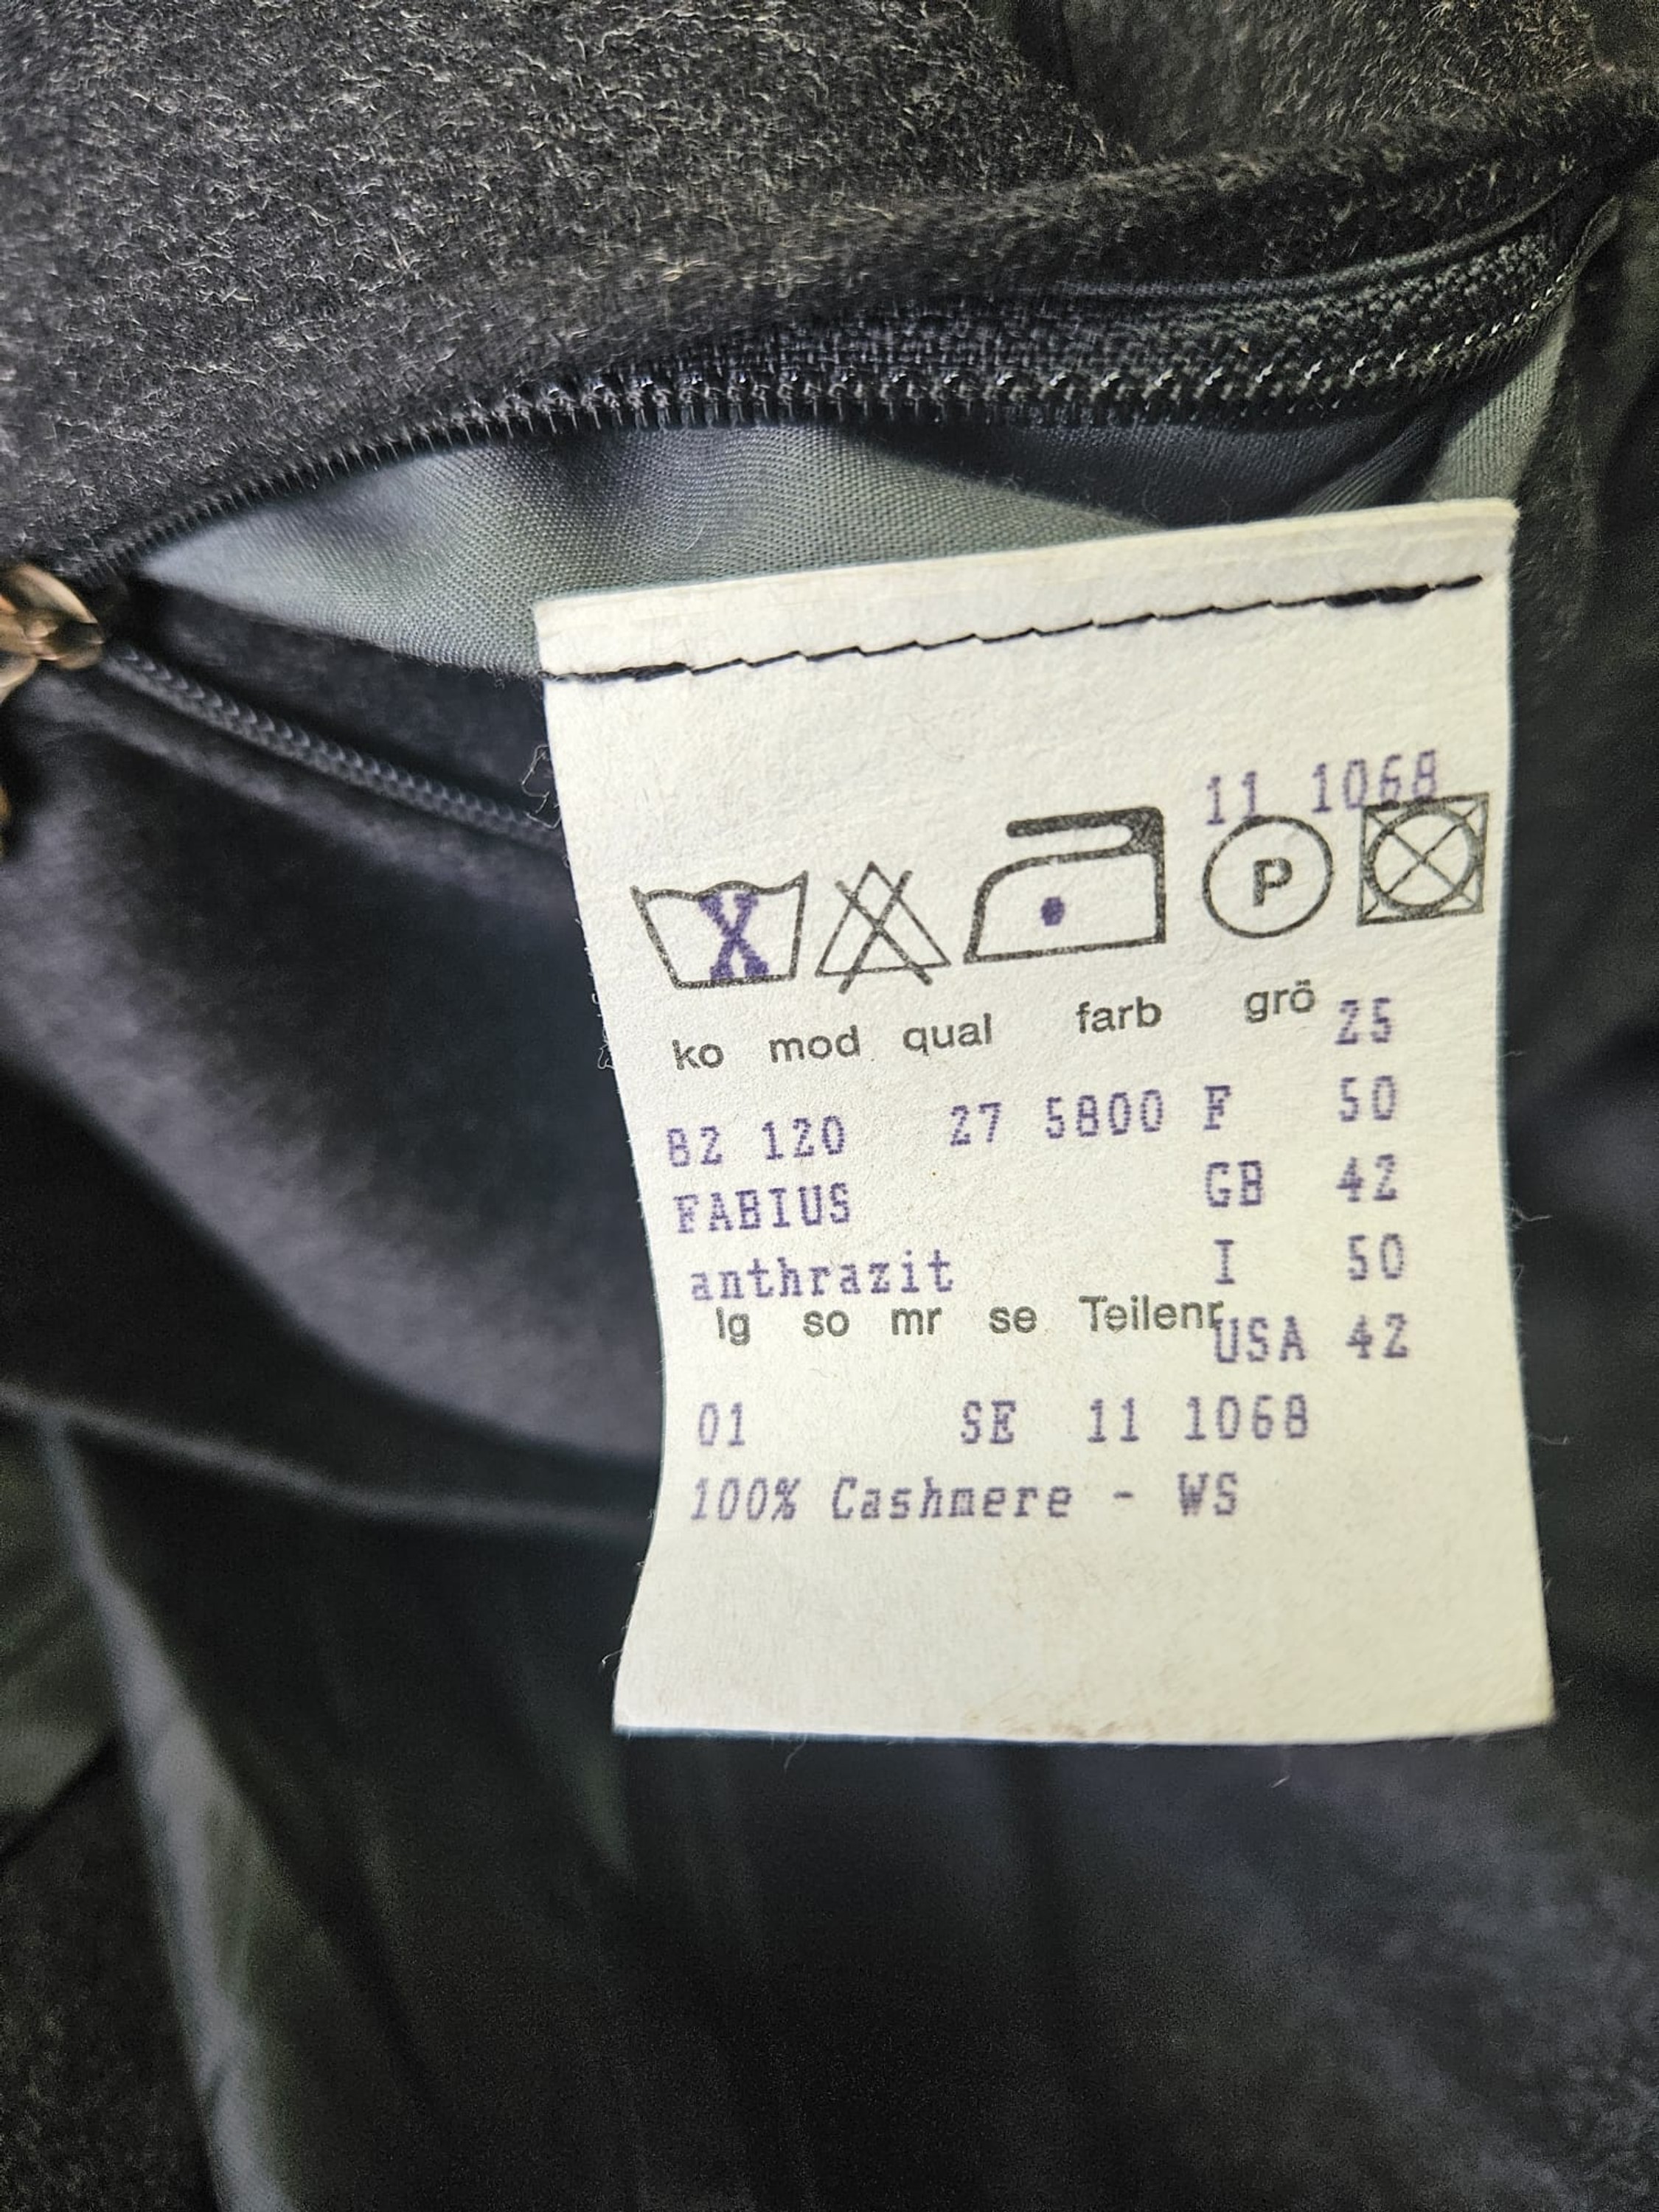 11 1068
X P
ko mod qual farb grö 25
BZ 120 27 5800 F 50
FABIUS GB 42
anthrazit I 50
lg so mr se Teilenr USA 42
01 SE 11 1068
100% Cashmere - WS